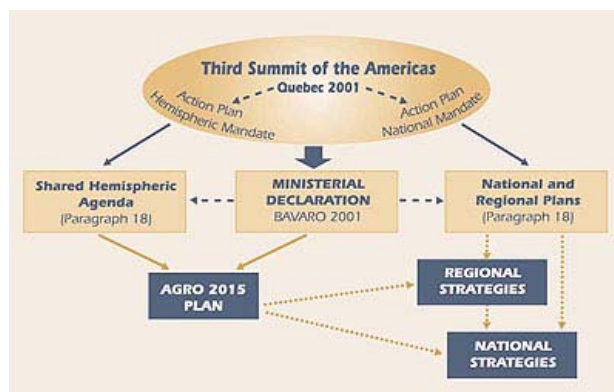 Third Summit of the Americas
Quebec 2001
Action Plan
Hemispheric Mandate
Action Plan
National Mandate
Shared Hemispheric
Agenda
(Paragraph 18)
MINISTERIAL
DECLARATION
BAVARO 2001
National and
Regional Plans
(Paragraph 18)
AGRO 2015
PLAN
REGIONAL
STRATEGIES
NATIONAL
STRATEGIES